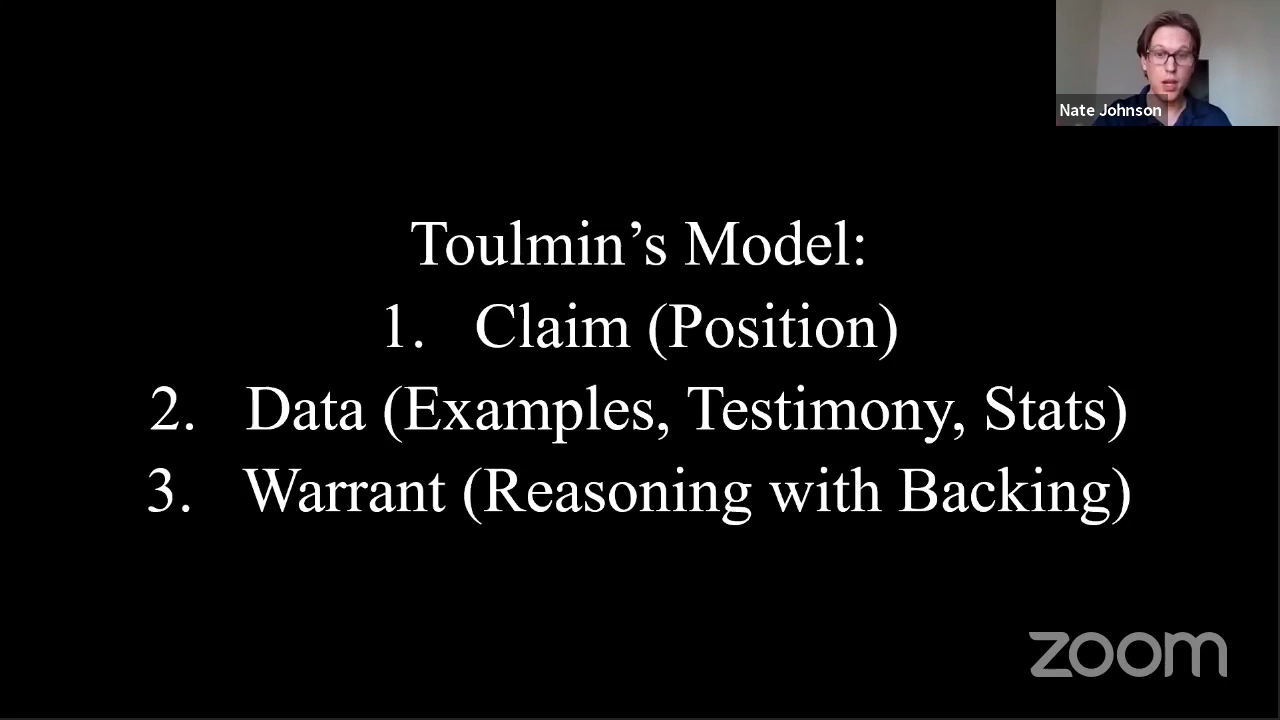 Nate Johnson
Toulmin’s Model:
1. Claim (Position)
2. Data (Examples, Testimony, Stats)
3. Warrant (Reasoning with Backing)
zoom